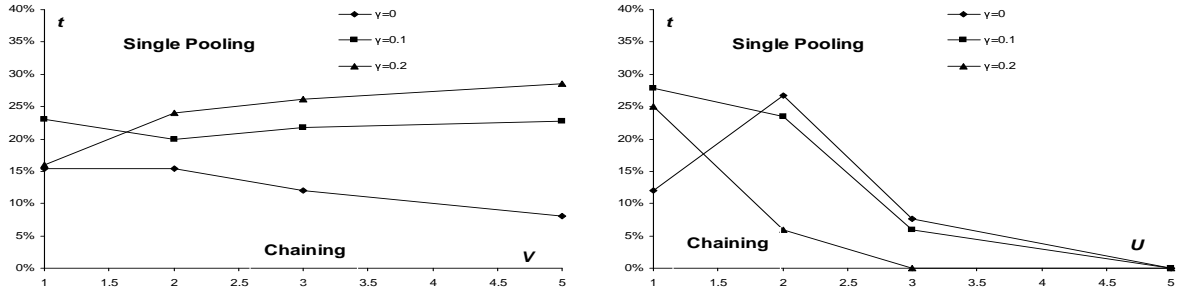 40%
35%
30%
25%
20%
15%
10%
5%
0%
t
Single Pooling
γ=0
γ=0.1
γ=0.2
Chaining
V
1 1.5 2 2.5 3 3.5 4 4.5 5
40%
35%
30%
25%
20%
15%
10%
5%
0%
t
Single Pooling
γ=0
γ=0.1
γ=0.2
Chaining
U
1 1.5 2 2.5 3 3.5 4 4.5 5